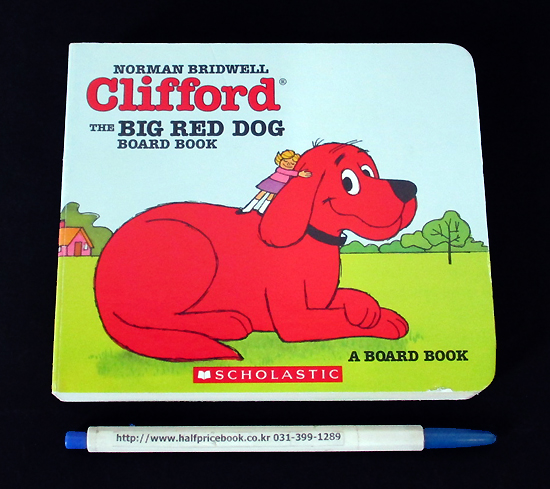 NORMAN BRIDWELL
Clifford®
THE BIG RED DOG
BOARD BOOK
A BOARD BOOK
SCHOLASTIC
http://www.halfpricebook.co.kr 031-399-1289